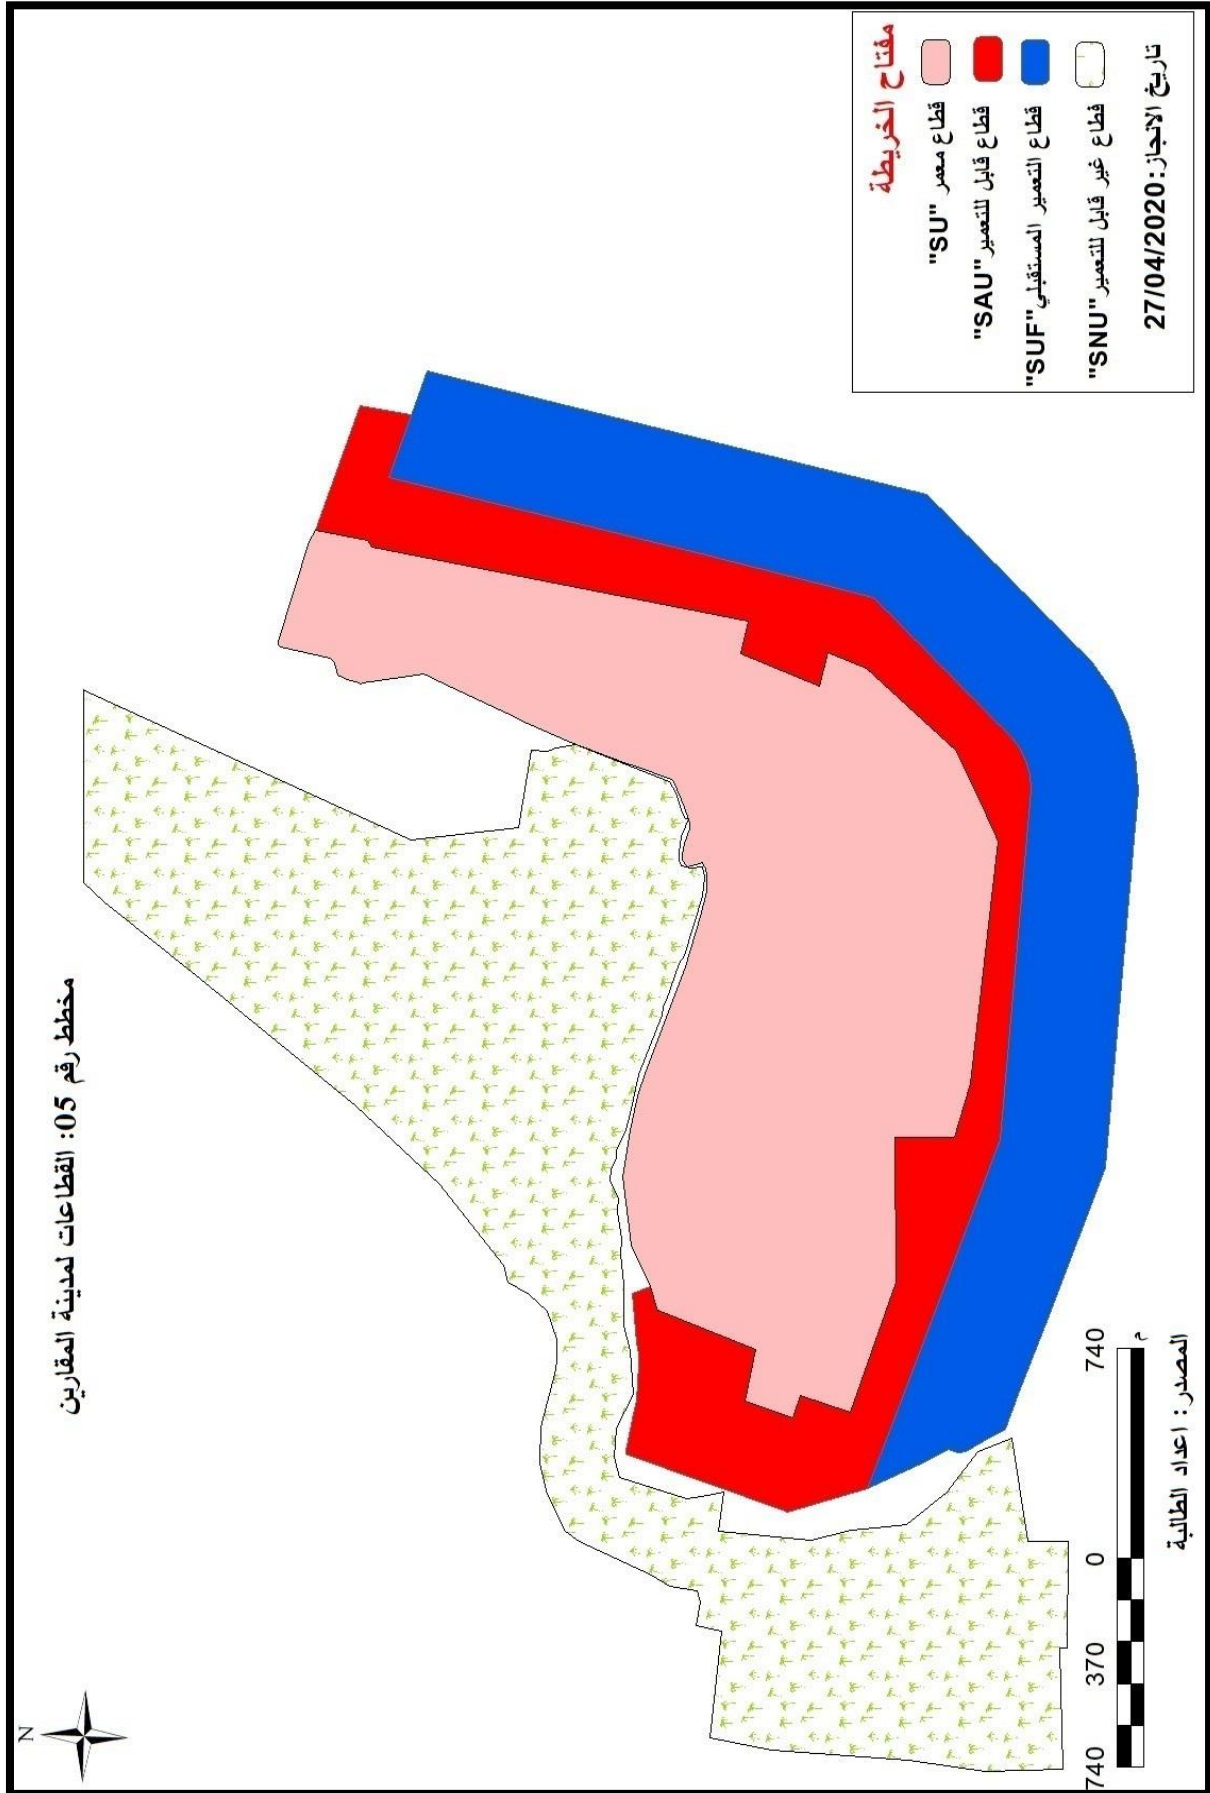 مخطط رقم 05: القطاعات لمدينة المقارين
N
مفتاح الخريطة
قطاع معمر "SU"
قطاع قابل للتعمير"SAU"
قطاع التعمير المستقبلي"SUF"
قطاع غير قابل للتعمير"SNU"
تاريخ الانجاز:27/04/2020
740 370 0 740
م
المصدر: اعداد الطالبة